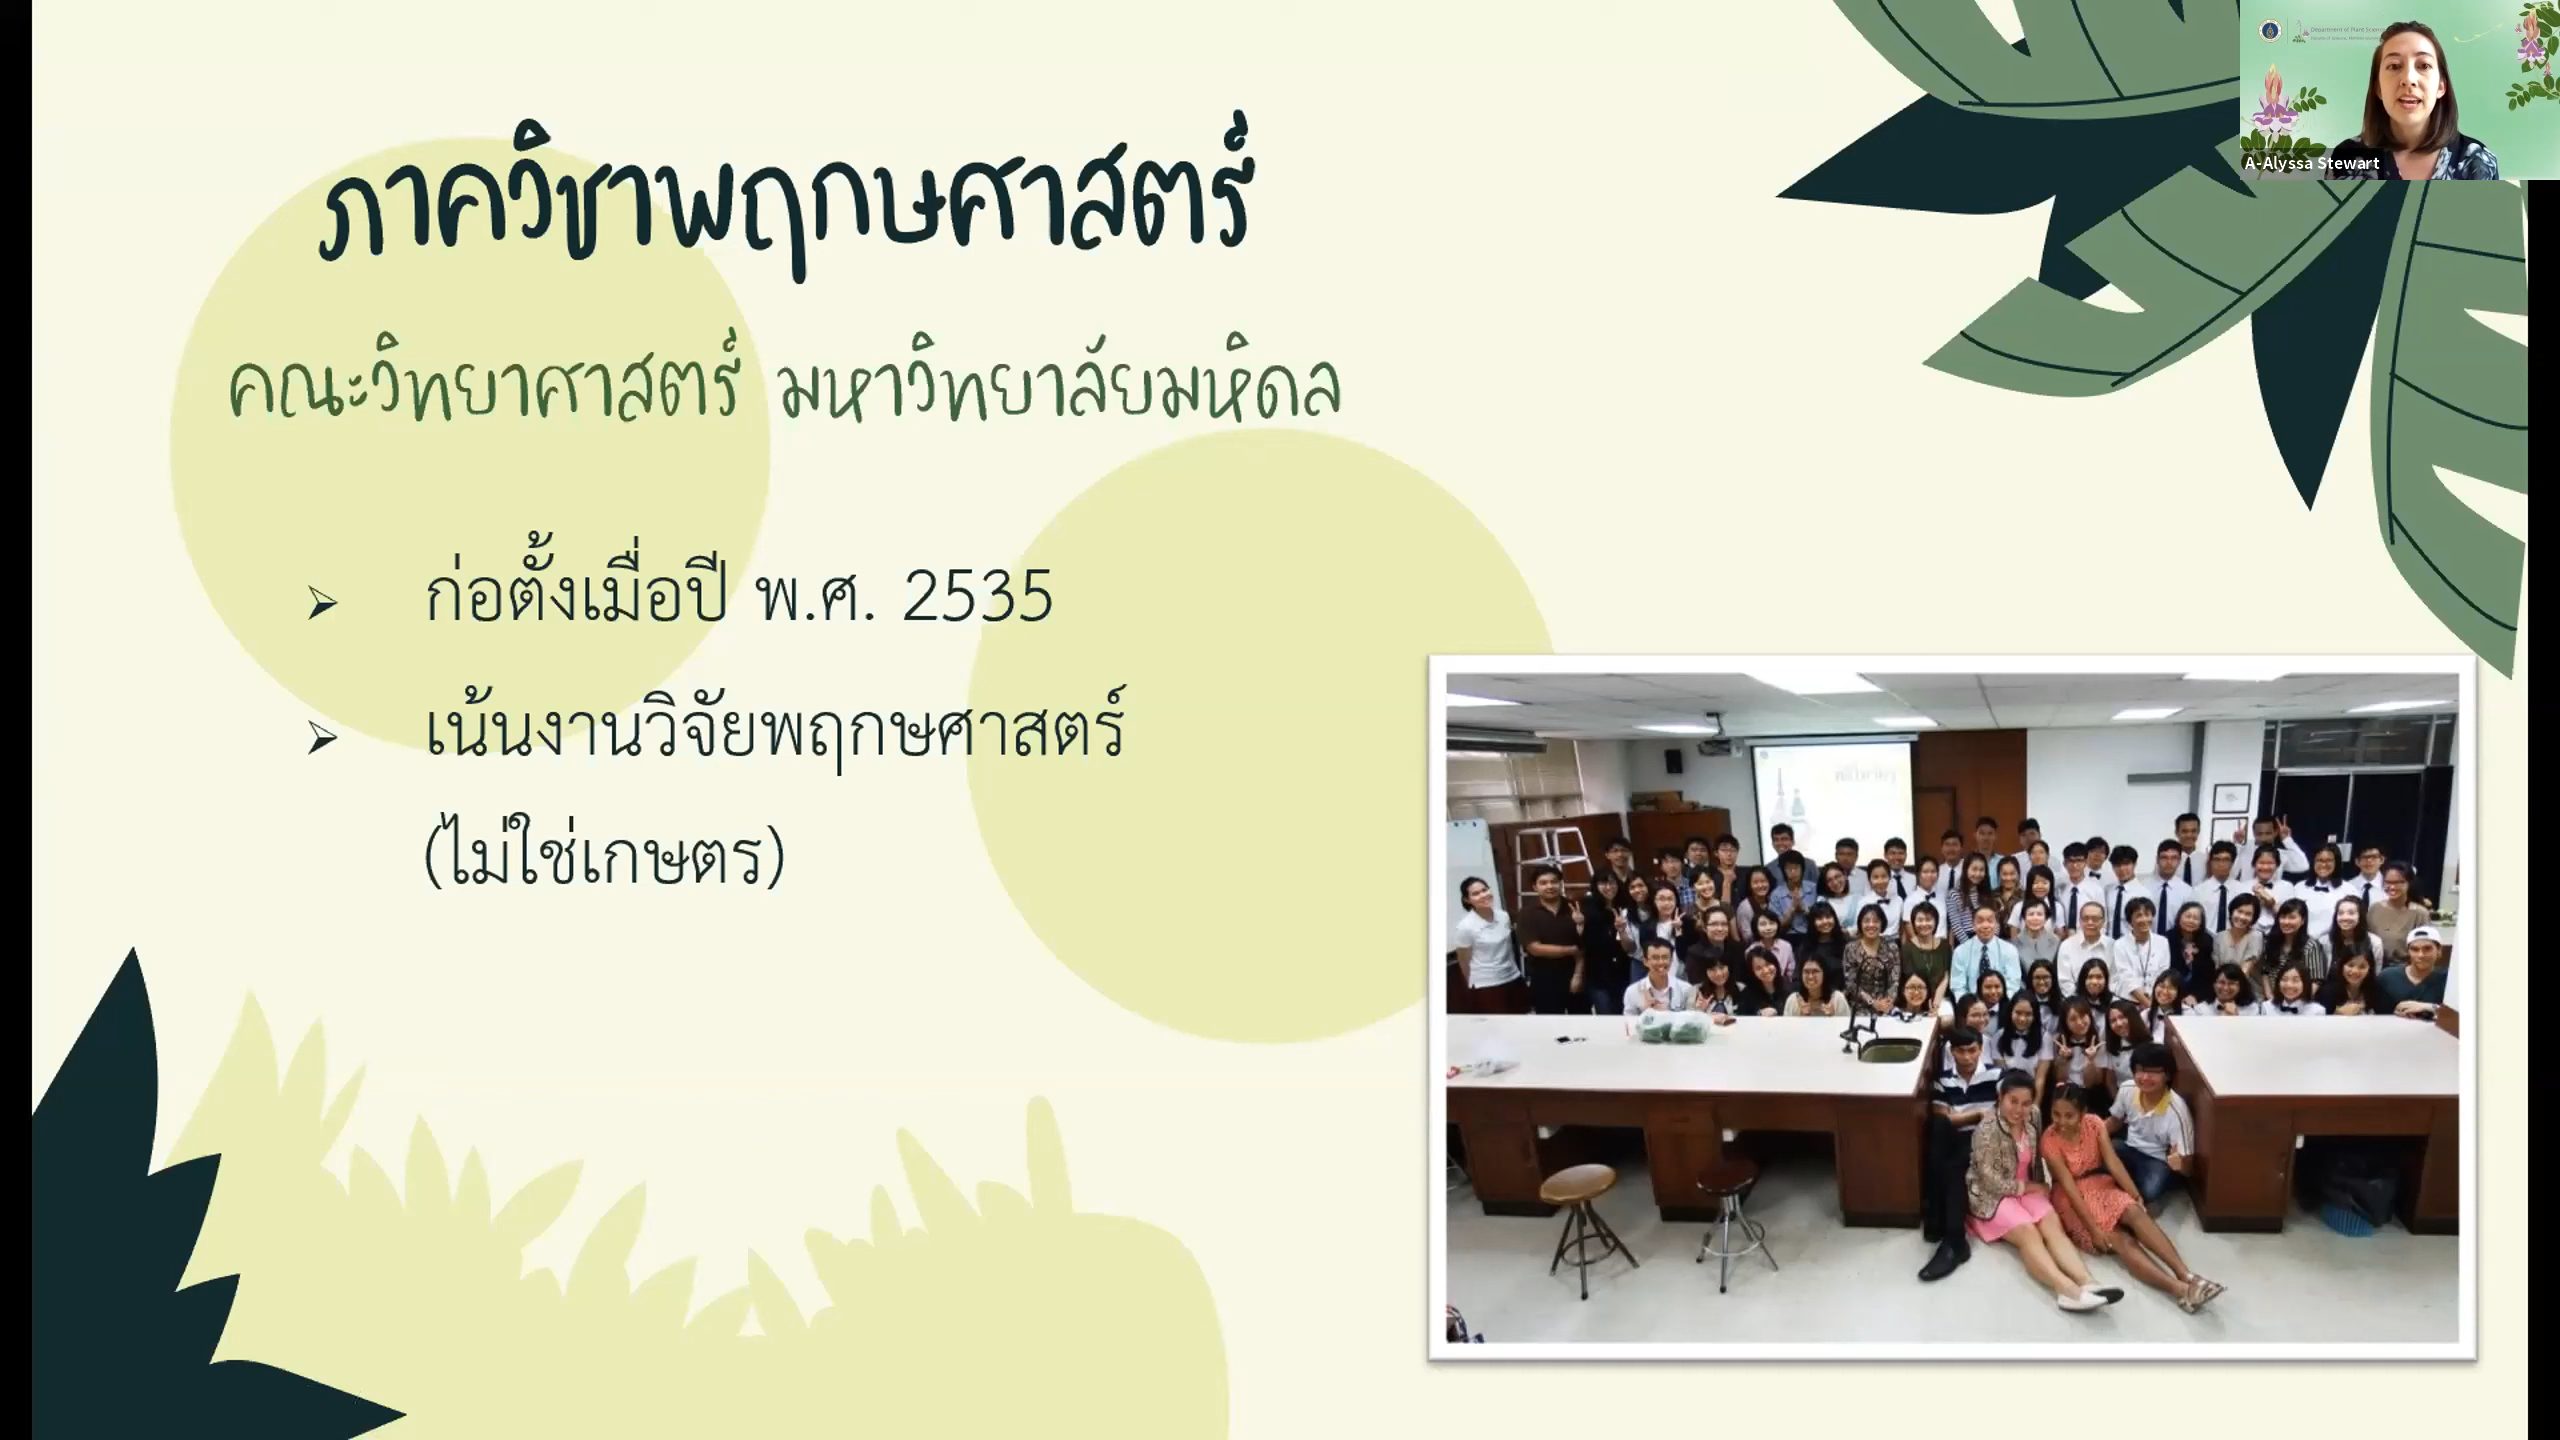 ภาควิชาพฤกษศาสตร์
คณะวิทยาศาสตร์ มหาวิทยาลัยมหิดล
ก่อตั้งเมื่อปี พ.ศ. 2535
เน้นงานวิจัยพฤกษศาสตร์
(ไม่ใช่เกษตร)
Department of Plant Science
A-Alyssa Stewart